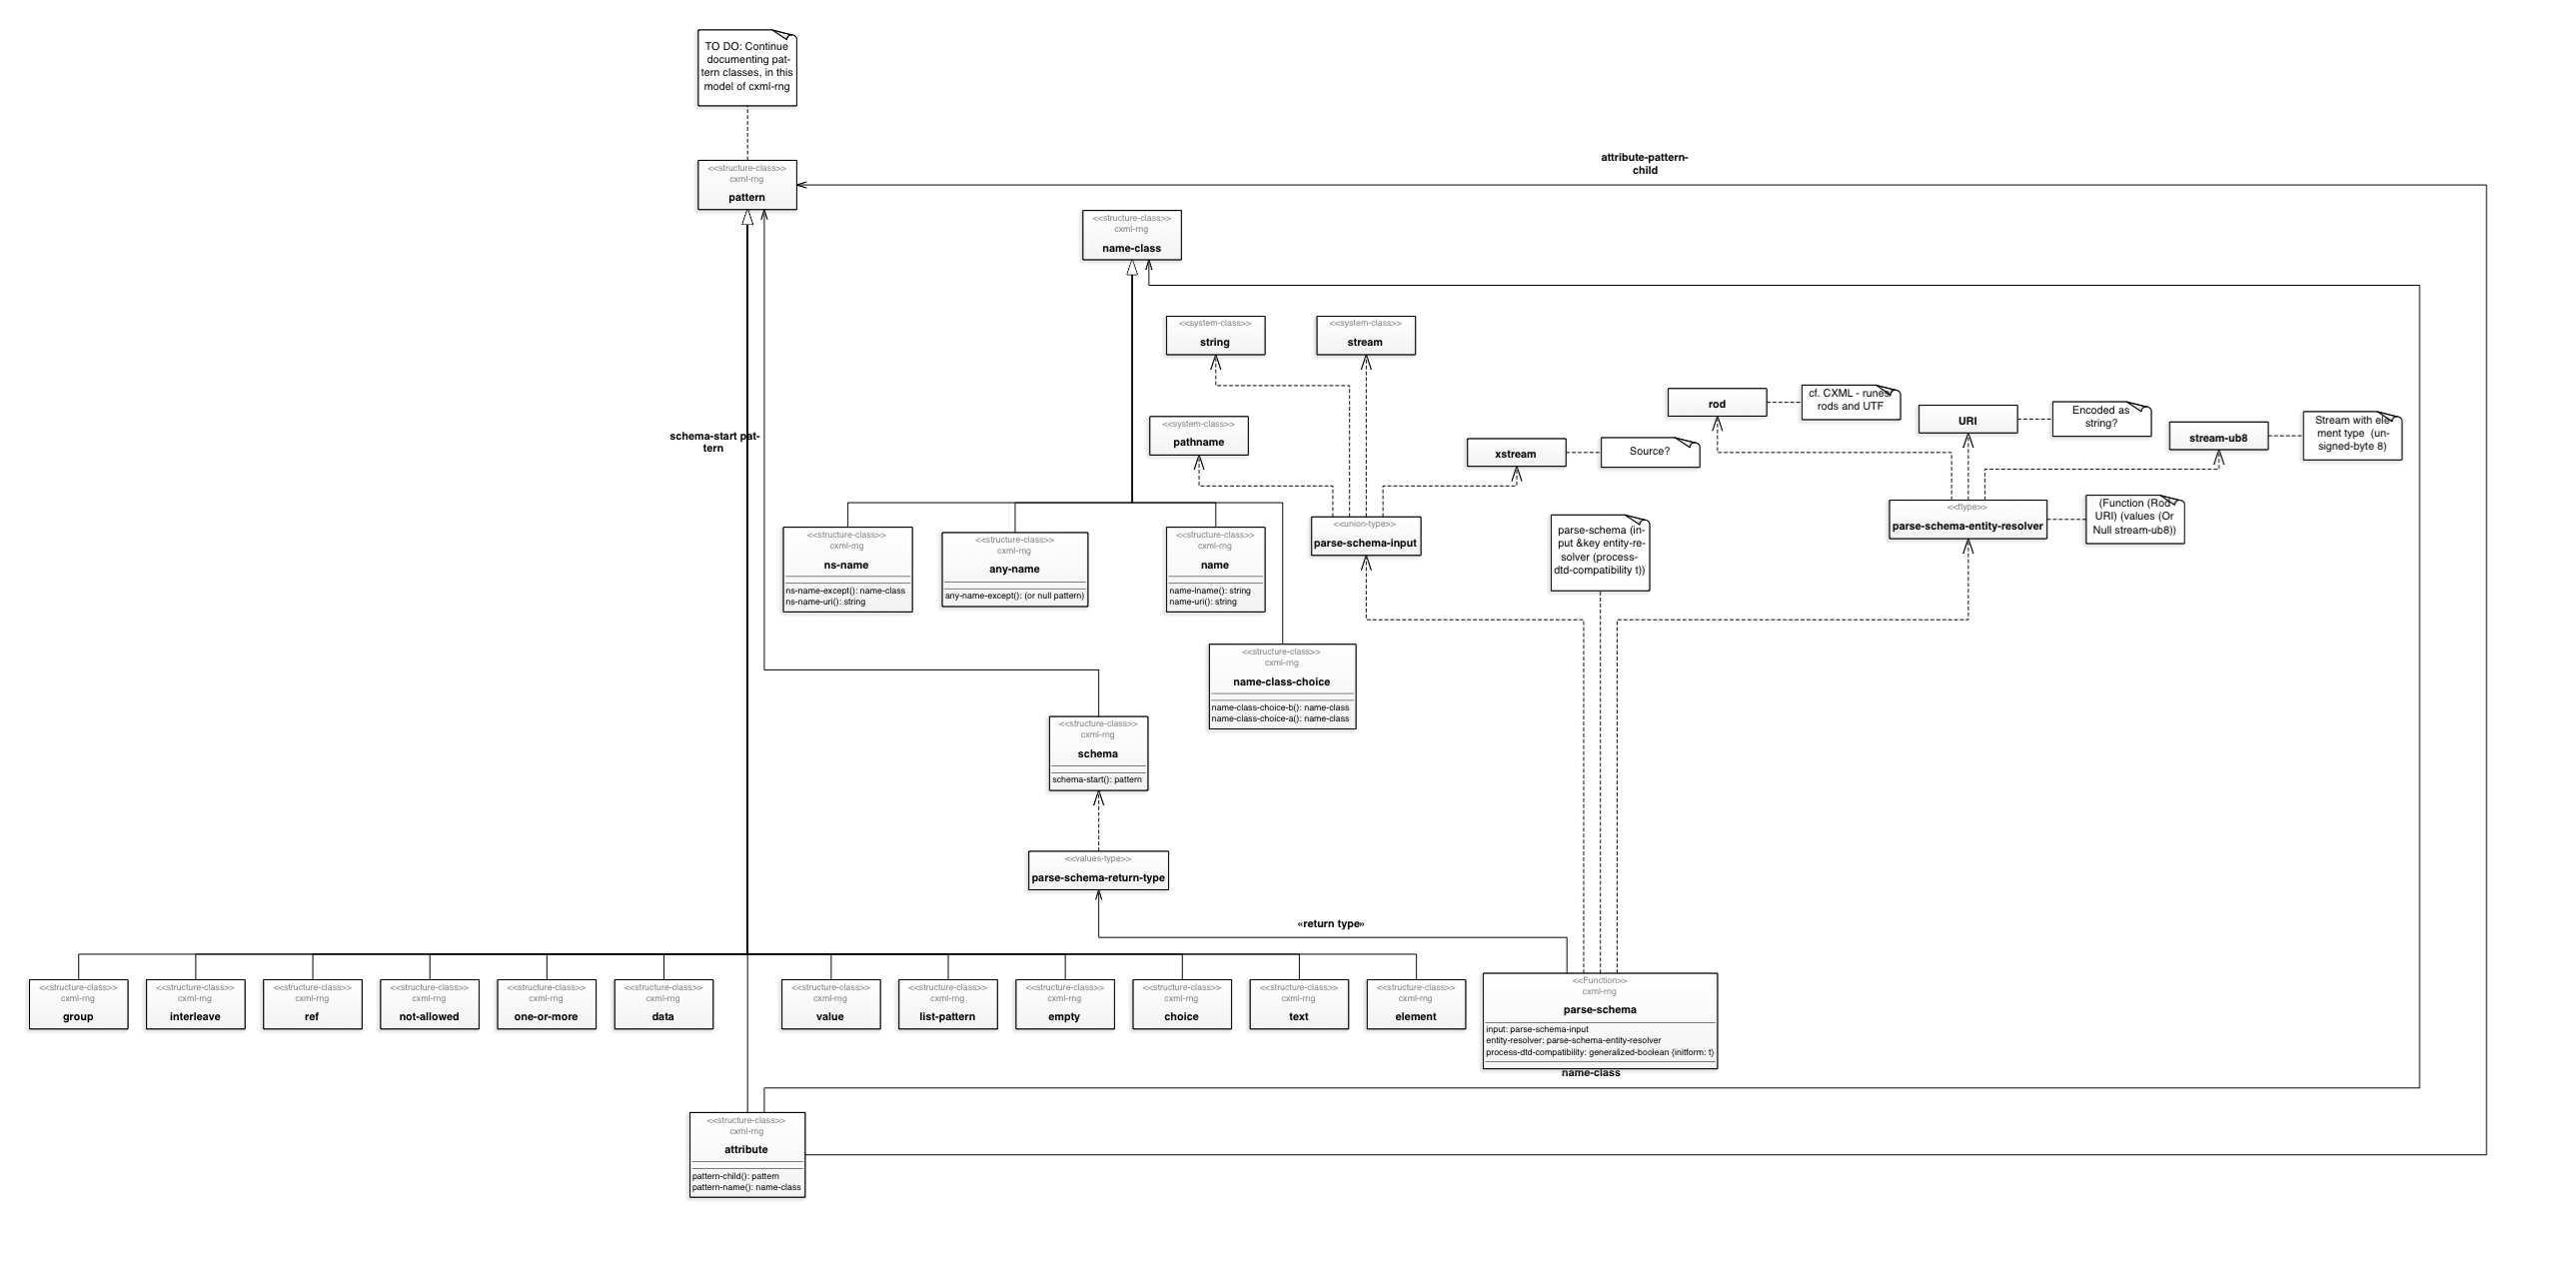 TO DO: Continue
documenting pat-
tern classes, in this
model of cxml-rng
<<structure-class>>
cxml-rng
pattern
attribute-pattern-
child
<<structure-class>>
cxml-rng
name-class
<<system-class>>
string
<<system-class>>
stream
<<system-class>>
pathname
schema-start pat-
tern
xstream
Source?
rod
cf. CXML - runes
rods and UTF
URI
Encoded as
string?
stream-ub8
Stream with ele-
ment type (un-
signed-byte 8)
<<structure-class>>
cxml-rng
ns-name
ns-name-except(): name-class
ns-name-uri(): string
<<structure-class>>
cxml-rng
any-name
any-name-except(): (or null pattern)
<<structure-class>>
cxml-rng
name
name-lname(): string
name-uri(): string
<<union-type>>
parse-schema-input
parse-schema (in-
put &key entity-re-
solver (process-
dtd-compatibility t))
<<ftype>>
parse-schema-entity-resolver
(Function (Rod
URI) (values (Or
Null stream-ub8))
<<structure-class>>
cxml-rng
name-class-choice
name-class-choice-b(): name-class
name-class-choice-a(): name-class
<<structure-class>>
cxml-rng
schema
schema-start(): pattern
<<values-type>>
parse-schema-return-type
«return type»
<<structure-class>>
cxml-rng
group
<<structure-class>>
cxml-rng
interleave
<<structure-class>>
cxml-rng
ref
<<structure-class>>
cxml-rng
not-allowed
<<structure-class>>
cxml-rng
one-or-more
<<structure-class>>
cxml-rng
data
<<structure-class>>
cxml-rng
value
<<structure-class>>
cxml-rng
list-pattern
<<structure-class>>
cxml-rng
empty
<<structure-class>>
cxml-rng
choice
<<structure-class>>
cxml-rng
text
<<structure-class>>
cxml-rng
element
<<Function>>
cxml-rng
parse-schema
input: parse-schema-input
entity-resolver: parse-schema-entity-resolver
process-dtd-compatibility: generalized-boolean {initform: t}
name-class
<<structure-class>>
cxml-rng
attribute
pattern-child(): pattern
pattern-name(): name-class